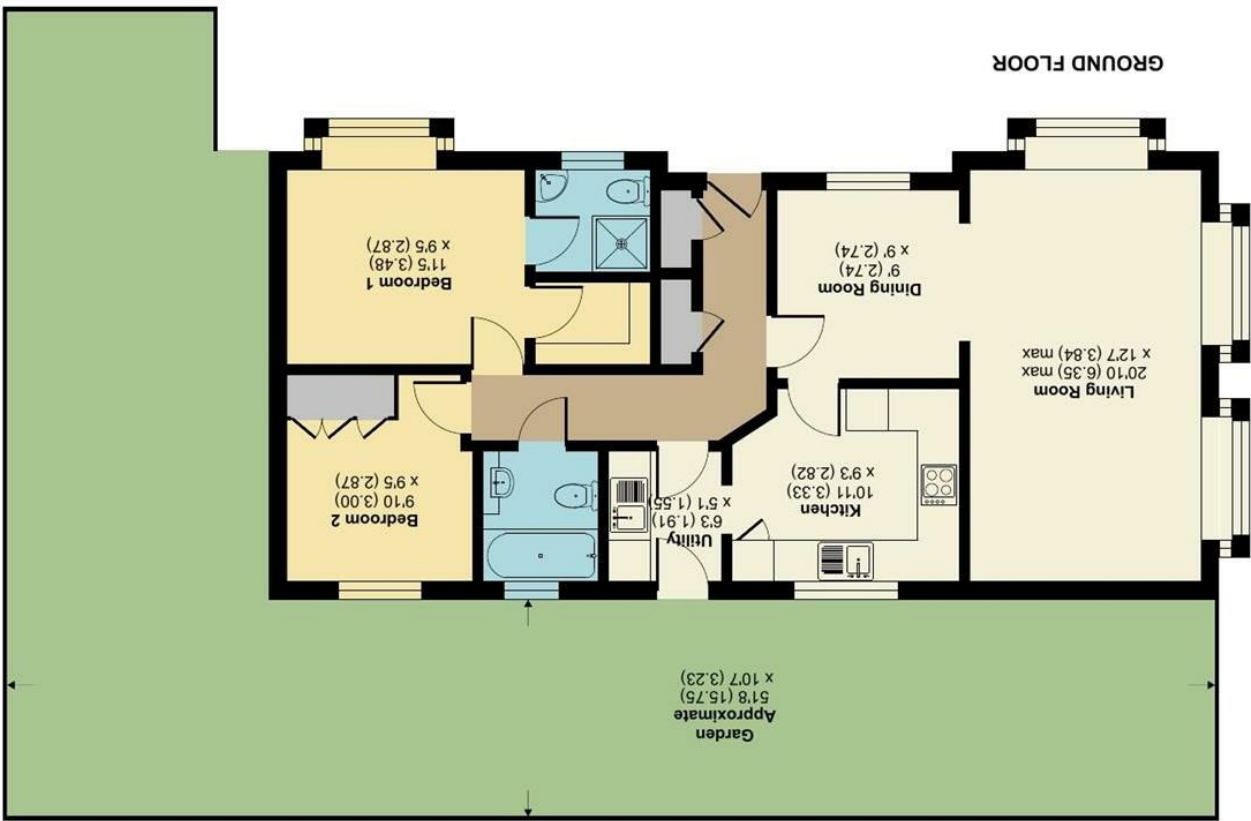 Garden
Approximate
51'8 (15.75)
x 10'7 (3.23)
Living Room
20'10 (6.35) max
x 12'7 (3.84) max
Kitchen
10'11 (3.33)
x 9'3 (2.82)
Utility
6'3 (1.91)
x 5'1 (1.55)
Bedroom 2
9'10 (3.00)
x 9'5 (2.87)
Dining Room
9' (2.74)
x 9' (2.74)
Bedroom 1
11'5 (3.48)
x 9'5 (2.87)
GROUND FLOOR